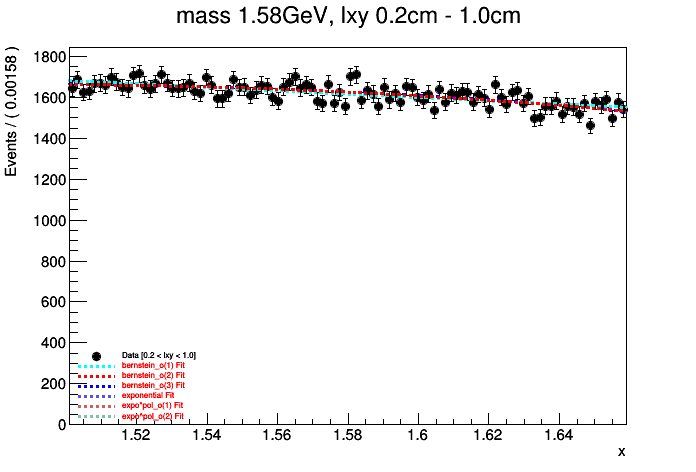 mass 1.58GeV, lxy 0.2cm - 1.0cm
Events / ( 0.00158 )
1800
1600
1400
1200
1000
800
600
400
200
0
Data [0.2 < lxy < 1.0]
bernstein_o(1) Fit
bernstein_o(2) Fit
bernstein_o(3) Fit
exponential Fit
expo*pol_o(1) Fit
expo*pol_o(2) Fit
1.52 1.54 1.56 1.58 1.6 1.62 1.64
x